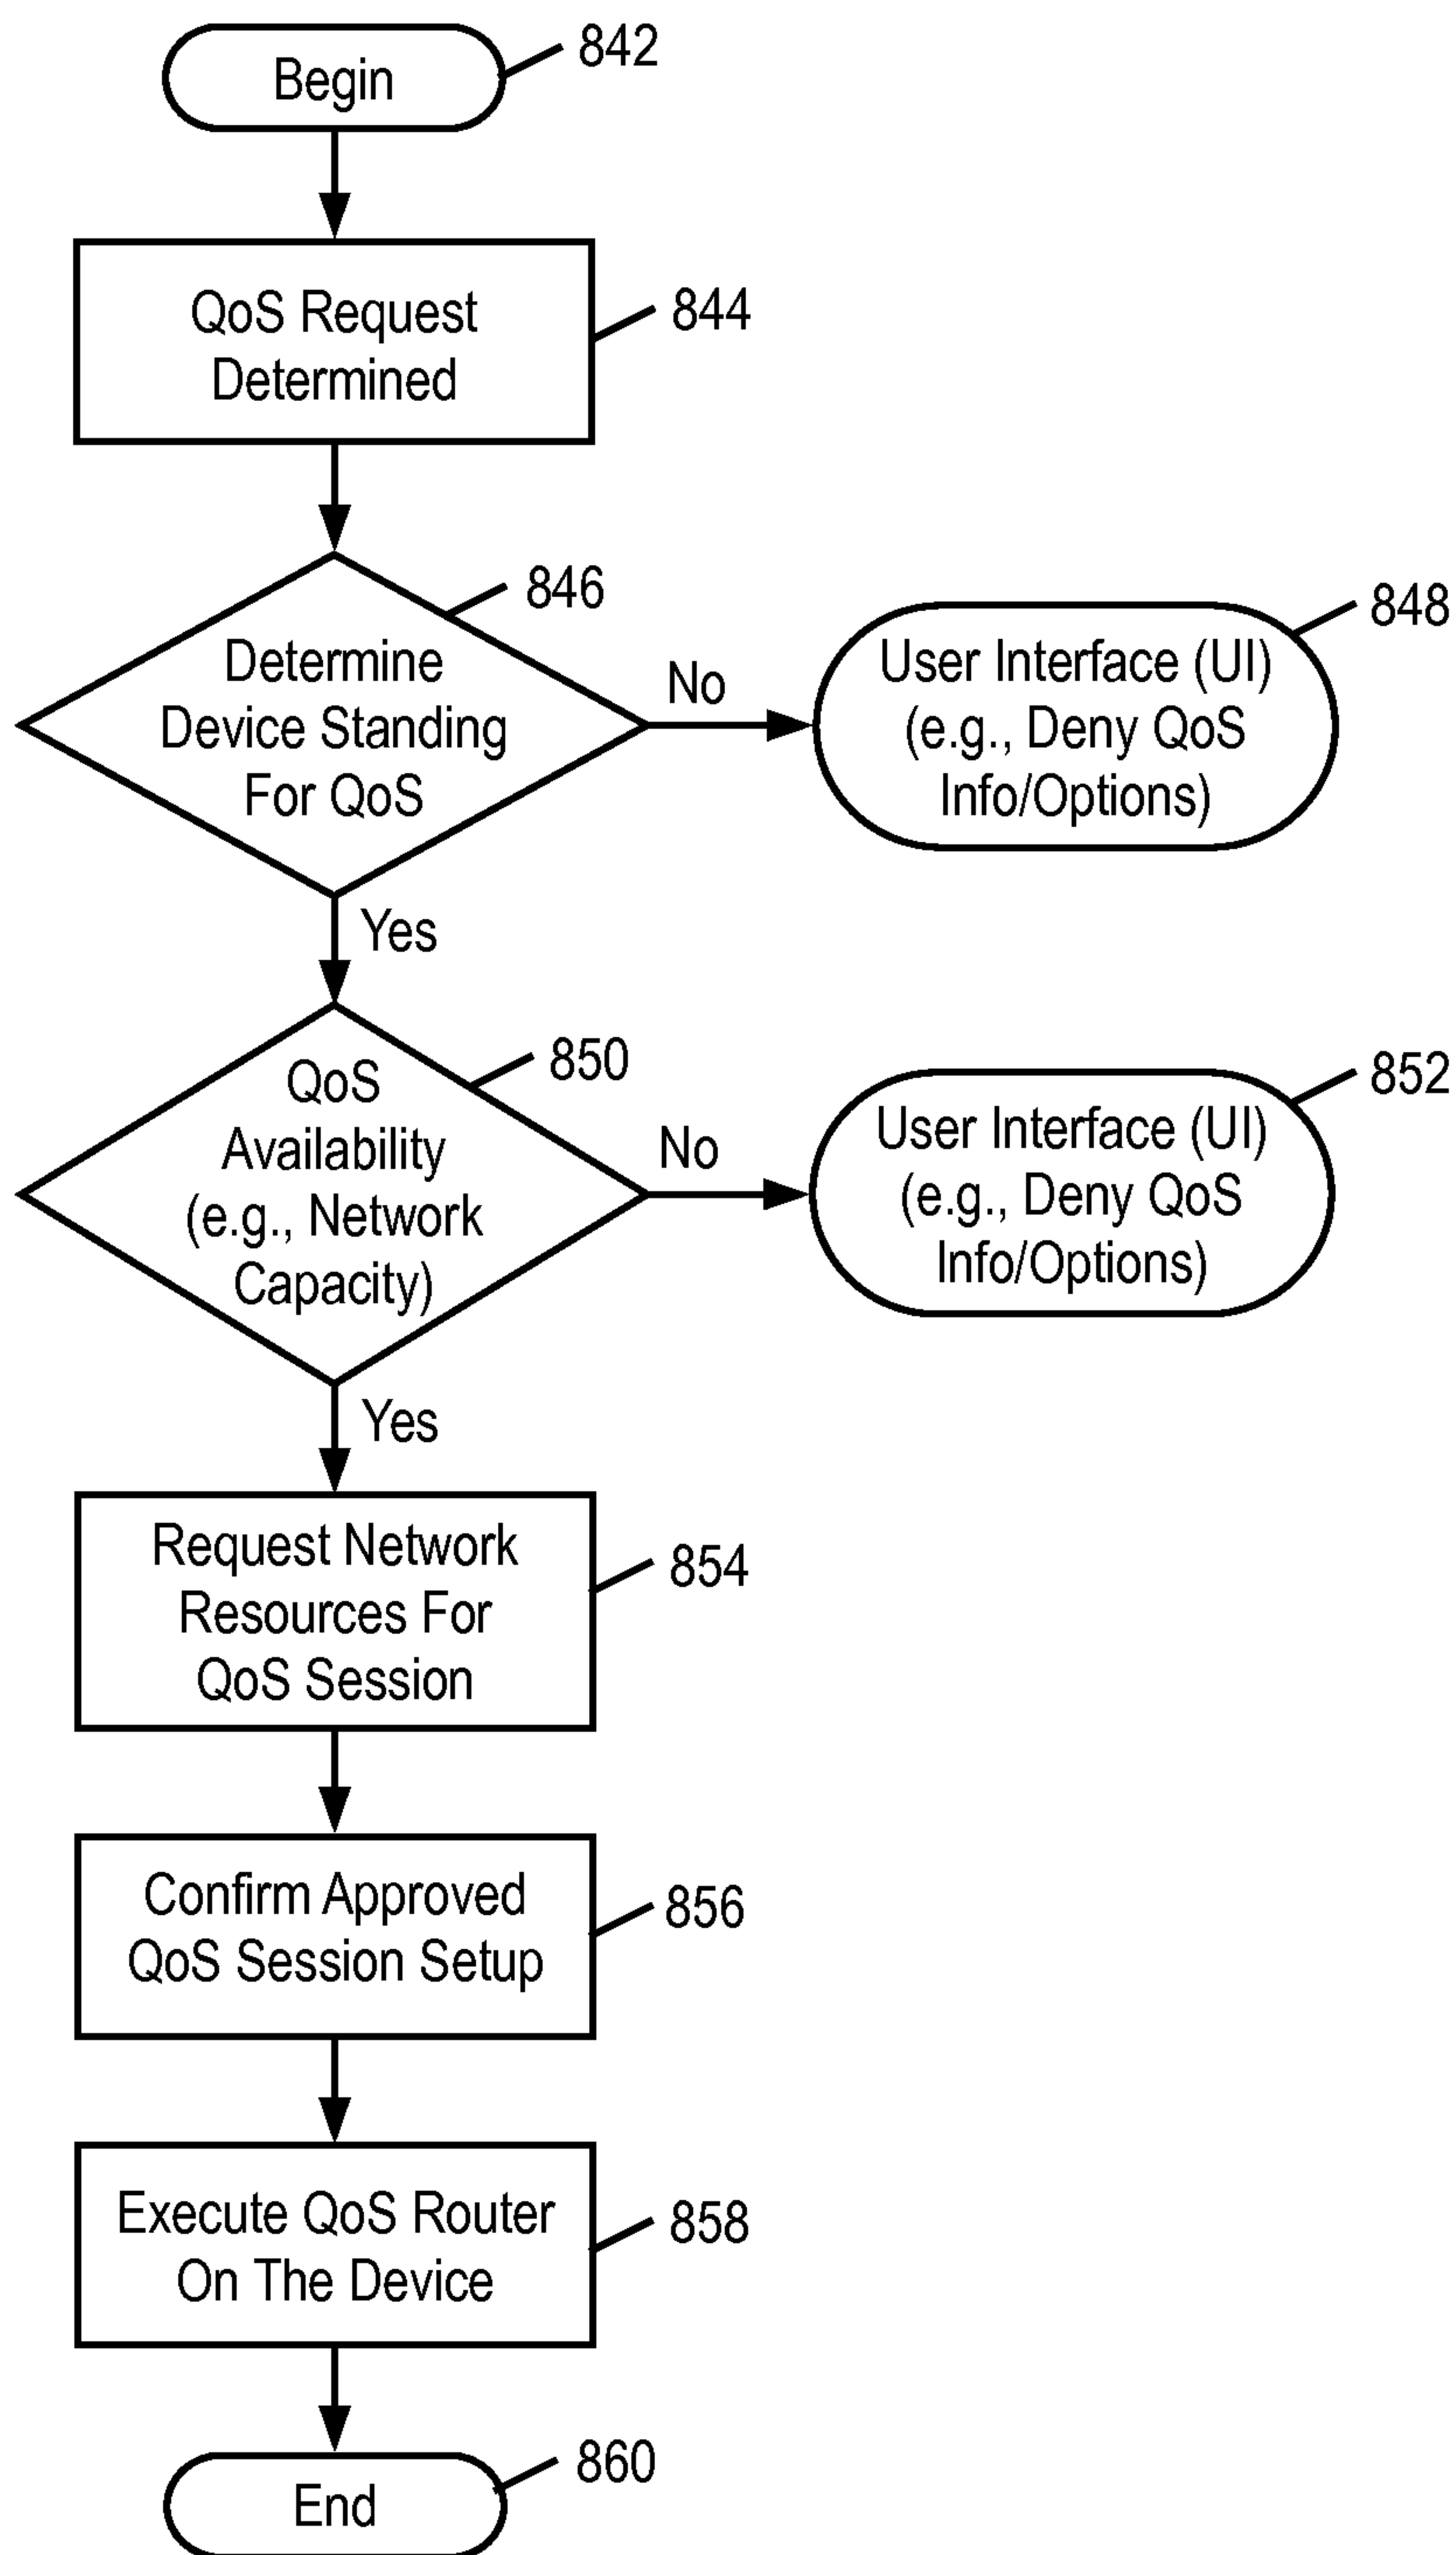 Begin
842
QoS Request
Determined
844
846
Determine
Device Standing
For QoS
No
848
User Interface (UI)
(e.g., Deny QoS
Info/Options)
Yes
850
QoS
Availability
(e.g., Network
Capacity)
No
852
User Interface (UI)
(e.g., Deny QoS
Info/Options)
Yes
Request Network
Resources For
QoS Session
854
Confirm Approved
QoS Session Setup
856
Execute QoS Router
On The Device
858
End
860